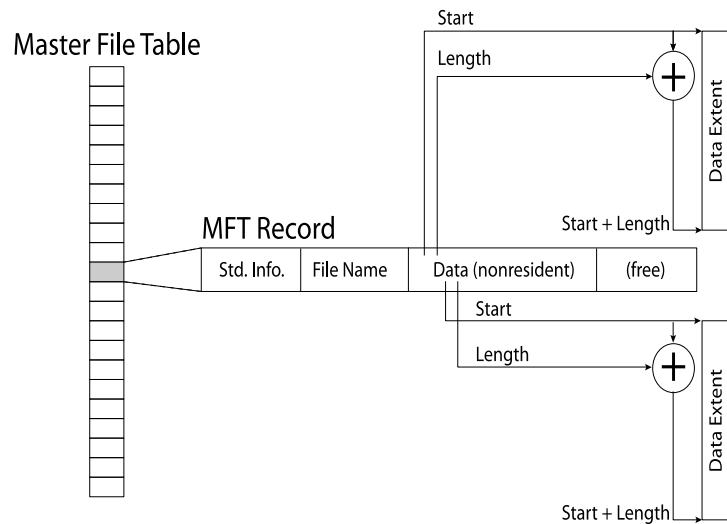 Master File Table
Start
Length
+
Data Extent
Start + Length
MFT Record
Std. Info.
File Name
Data (nonresident)
(free)
Start
Length
+
Data Extent
Start + Length